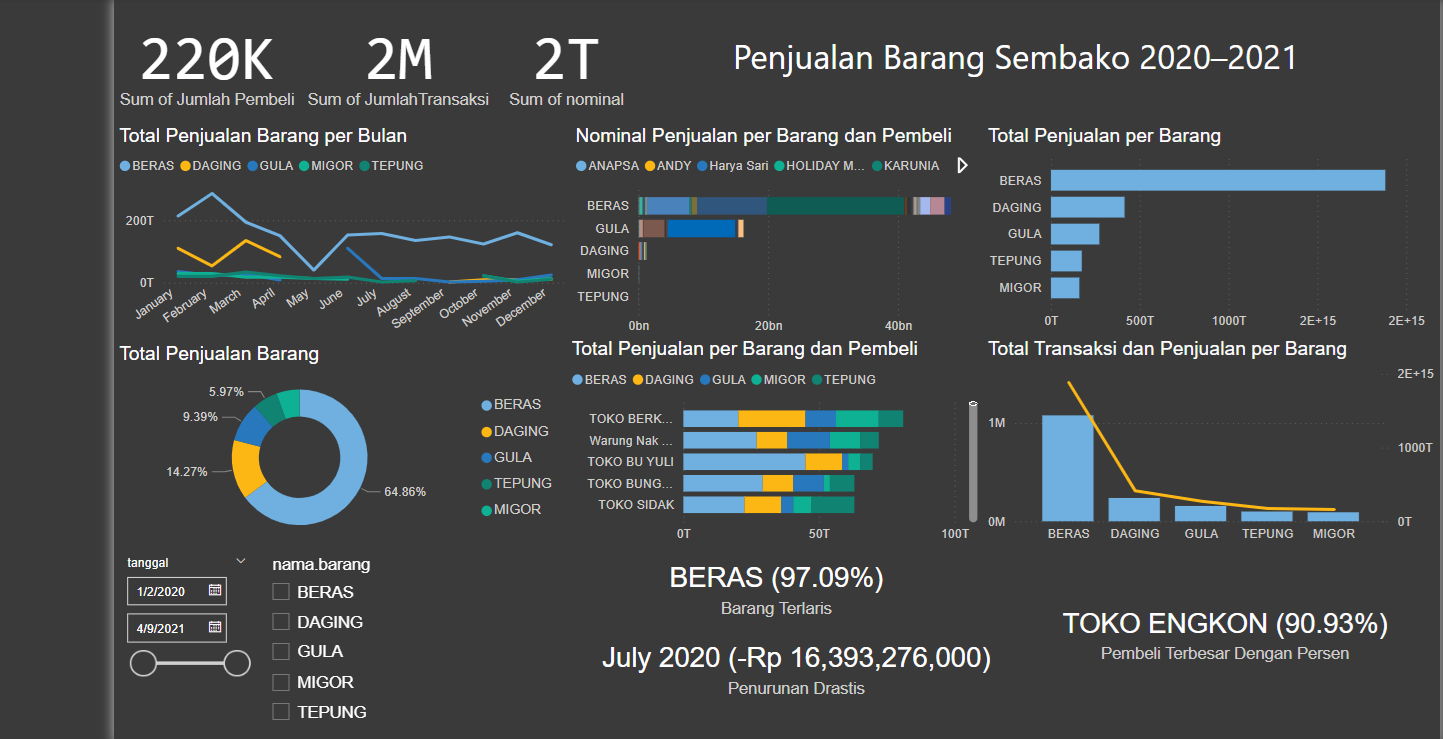 220K
Sum of Jumlah Pembeli
2M
Sum of JumlahTransaksi
2T
Sum of nominal
Penjualan Barang Sembako 2020–2021
Total Penjualan Barang per Bulan
BERAS DAGING GULA MIGOR TEPUNG
200T
0T
January February March April May June July August September October November December
Nominal Penjualan per Barang dan Pembeli
ANAPSA ANDY Harya Sari HOLIDAY M... KARUNIA
BERAS
GULA
DAGING
MIGOR
TEPUNG
0bn 20bn 40bn
Total Penjualan per Barang
BERAS
DAGING
GULA
TEPUNG
MIGOR
0T 500T 1000T 2E+15 2E+15
Total Penjualan Barang
5.97%
9.39%
14.27%
64.86%
BERAS
DAGING
GULA
TEPUNG
MIGOR
Total Penjualan per Barang dan Pembeli
BERAS DAGING GULA MIGOR TEPUNG
TOKO BERK...
Warung Nak ...
TOKO BU YULI
TOKO BUNG...
TOKO SIDAK
0T 50T 100T
Total Transaksi dan Penjualan per Barang
2E+15
1M
1000T
0M
0T
BERAS DAGING GULA TEPUNG MIGOR
tanggal
1/2/2020
4/9/2021
nama.barang
BERAS
DAGING
GULA
MIGOR
TEPUNG
BERAS (97.09%)
Barang Terlaris
July 2020 (-Rp 16,393,276,000)
Penurunan Drastis
TOKO ENGKON (90.93%)
Pembeli Terbesar Dengan Persen